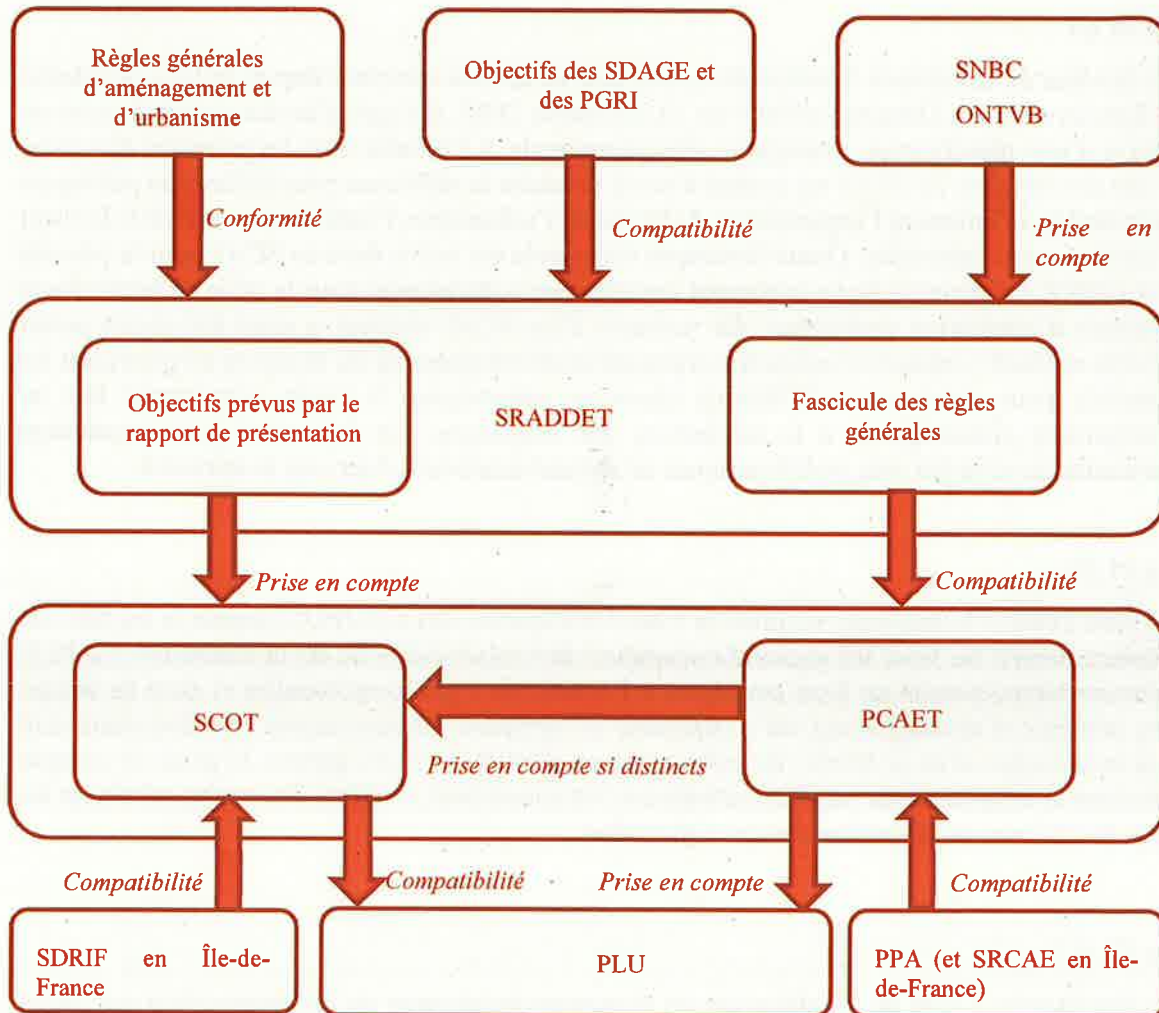 Règles générales
d'aménagement et
d'urbanisme
Objectifs des SDAGE et
des PGRI
SNBC
ONTVB
Conformité
Compatibilité
Prise en
compte
Objectifs prévus par le
rapport de présentation
SRADDET
Fascicule des règles
générales
Prise en compte
Compatibilité
SCOT
PCAET
Prise en compte si distincts
Compatibilité
Compatibilité
Prise en compte
Compatibilité
SDRIF en Île-de-
France
PLU
PPA (et SRCAE en Île-
de-France)